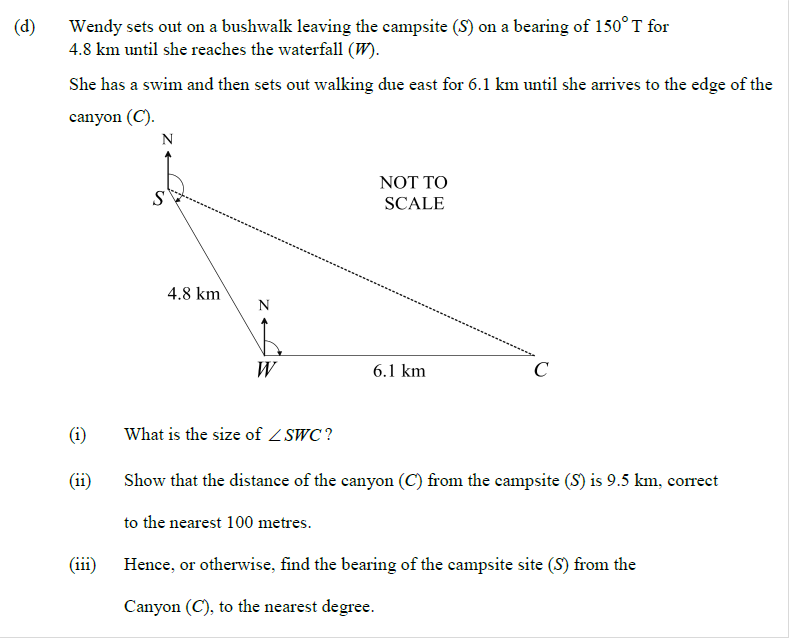 (d) Wendy sets out on a bushwalk leaving the campsite (S) on a bearing of 150°T for
4.8 km until she reaches the waterfall (W).
She has a swim and then sets out walking due east for 6.1 km until she arrives to the edge of the
canyon (C).
N
NOT TO
S
SCALE
4.8 km
N
W
6.1 km
C
(i) What is the size of ∠SWC?
(ii) Show that the distance of the canyon (C) from the campsite (S) is 9.5 km, correct
to the nearest 100 metres.
(iii) Hence, or otherwise, find the bearing of the campsite site (S) from the
Canyon (C), to the nearest degree.